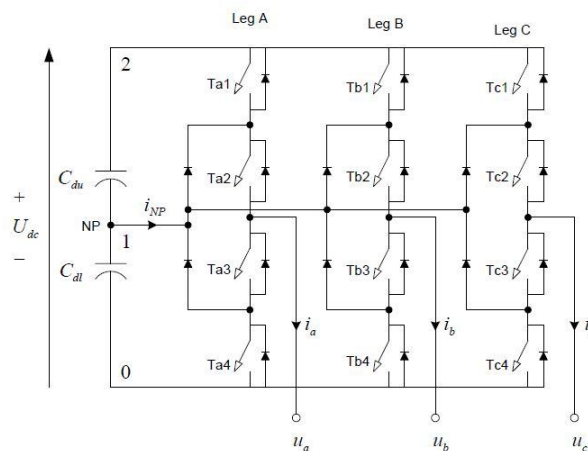 Leg A
Leg B
Leg C
2
Ta1
Tb1
Tc1
C_du
Ta2
Tb2
Tc2
+
U_dc
−
NP
i_NP
1
C_dl
Ta3
Tb3
Tc3
i_a
i_b
i
Ta4
Tb4
Tc4
0
u_a
u_b
u_c